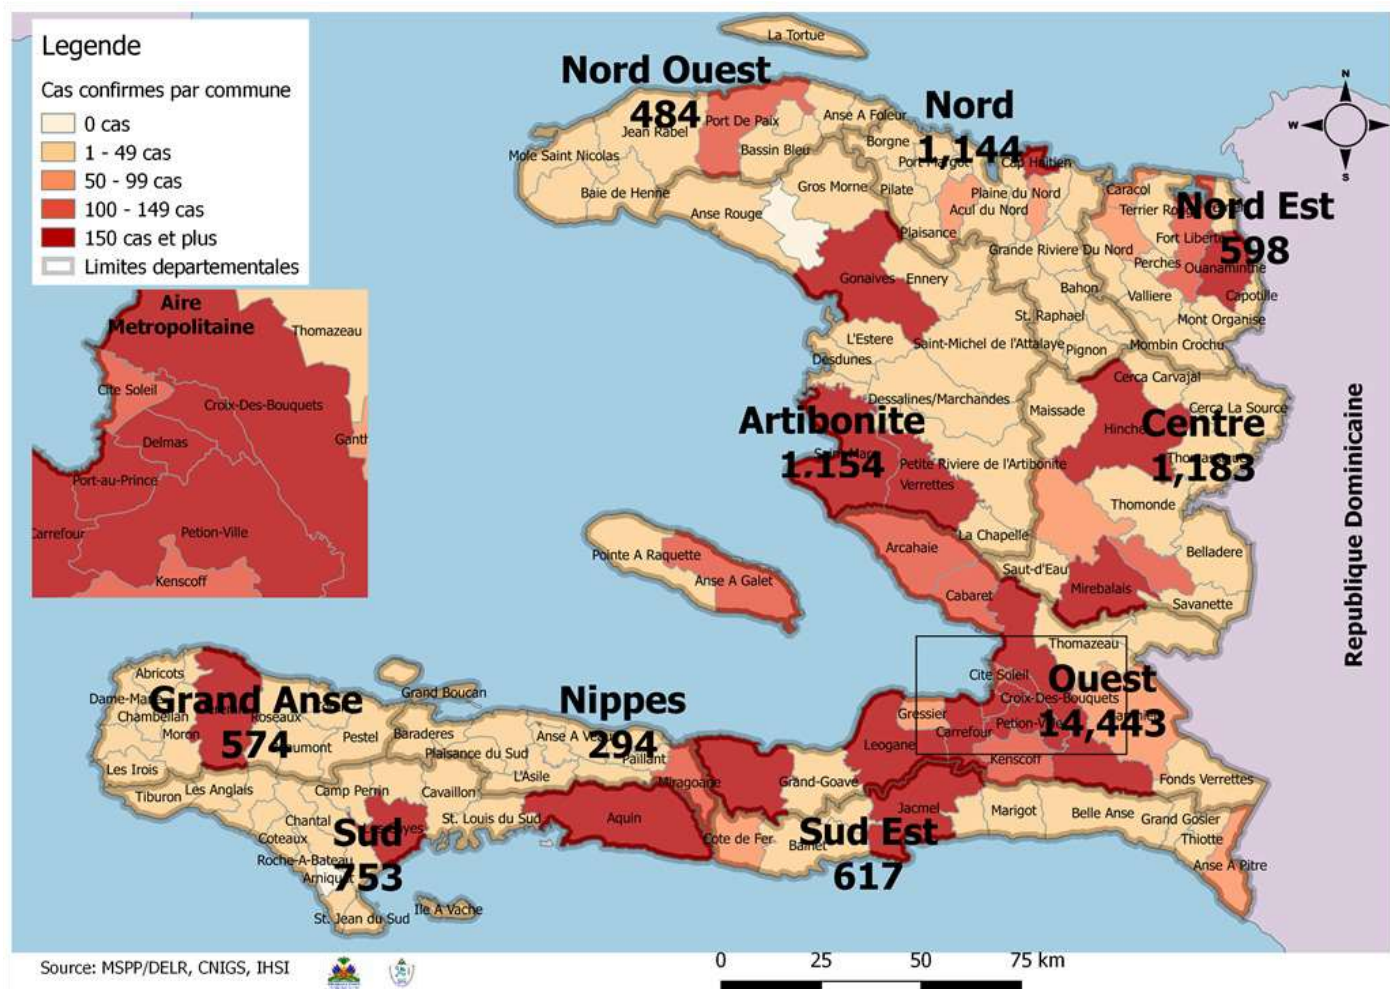 Legende
Cas confirmes par commune
0 cas
1 - 49 cas
50 - 99 cas
100 - 149 cas
150 cas et plus
Limites departementales
Aire
Metropolitaine
Thomazeau
Cite Soleil
Croix-Des-Bouquets
Delmas
Ganth
Port-au-Prince
Carrefour
Petion-Ville
Kenscoff
La Tortue
Nord Ouest
484
Port De Paix
Jean Rabel
Anse A Foleur
Mole Saint Nicolas
Bassin Bleu
Baie de Henne
Nord
1,144
Borgne
Port Margot
Cap Haitien
Gros Morne
Pilate
Plaine du Nord
Acul du Nord
Anse Rouge
Plaisance
Grande Riviere Du Nord
Caracol
Terrier Rouge
Nord Est
598
Fort Liberte
Perches
Ouanaminthe
Gonaives
Ennery
Bahon
Valliere
Capotille
St. Raphael
Mont Organise
L'Estere
Saint-Michel de l'Attalaye
Pignon
Mombin Crochu
Desdunes
Cerca Carvajal
Dessalines/Marchandes
Maissade
Cerca La Source
Artibonite
1,154
Hinche
Centre
1,183
Petite Riviere de l'Artibonite
Verrettes
Thomonde
La Chapelle
Pointe A Raquette
Anse A Galet
Arcahaie
Belladere
Saut-d'Eau
Cabaret
Mirebalais
Savanette
Thomazeau
Cite Soleil
Ouest
14,443
Croix-Des-Bouquets
Petion-Ville
Gressier
Carrefour
Leogane
Kenscoff
Fonds Verrettes
Abricots
Grand Anse
574
Chambellan
Roseaux
Moron
Pestel
Les Irois
Grand Boucan
Nippes
294
Baraderes
Plaisance du Sud
Paillant
L'Asile
Miragoane
Grand-Goave
Tiburon
Les Anglais
Camp Perrin
Cavaillon
Chantal
St. Louis du Sud
Aquin
Coteaux
Sud
753
Roche-A-Bateau
Arniquet
St. Jean du Sud
Ile A Vache
Cote de Fer
Bainet
Jacmel
Sud Est
617
Marigot
Belle Anse
Grand Gosier
Thiotte
Anse A Pitre
Republique Dominicaine
N
W
E
S
Source: MSPP/DELR, CNIGS, IHSI
0 25 50 75 km